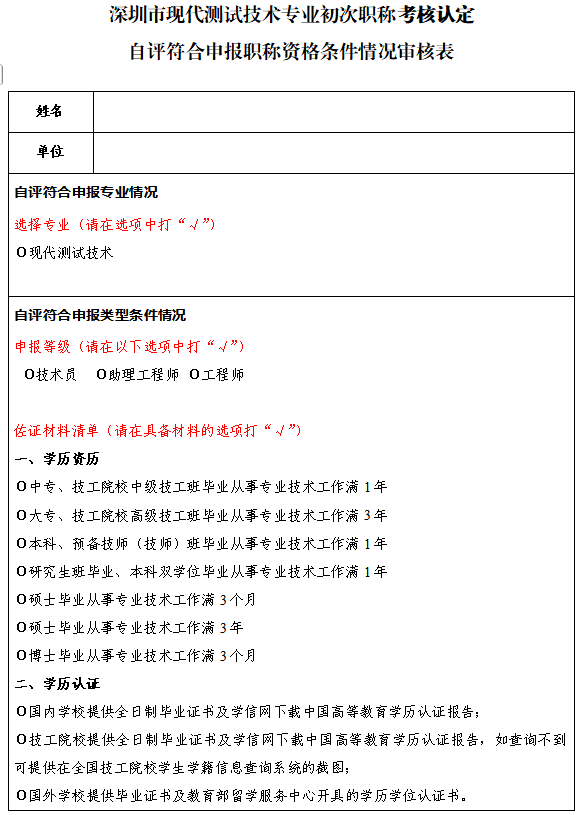 深圳市现代测试技术专业初次职称考核认定
自评符合申报职称资格条件情况审核表
姓名
单位
自评符合申报专业情况
选择专业（请在选项中打“√”）
O现代测试技术
自评符合申报类型条件情况
申报等级（请在以下选项中打“√”）
O技术员 O助理工程师 O工程师
佐证材料清单（请在具备材料的选项打“√”）
一、学历资历
O中专、技工院校中级技工班毕业从事专业技术工作满 1 年
O大专、技工院校高级技工班毕业从事专业技术工作满 3 年
O本科、预备技师（技师）班毕业从事专业技术工作满 1 年
O研究生班毕业、本科双学位毕业从事专业技术工作满 1 年
O硕士毕业从事专业技术工作满 3 个月
O硕士毕业从事专业技术工作满 3 年
O博士毕业从事专业技术工作满 3 个月
二、学历认证
O国内学校提供全日制毕业证书及学信网下载中国高等教育学历认证报告；
O技工院校提供全日制毕业证书及学信网下载中国高等教育学历认证报告，如查询不到
可提供在全国技工院校学生学籍信息查询系统的截图；
O国外学校提供毕业证书及教育部留学服务中心开具的学历学位认证书。